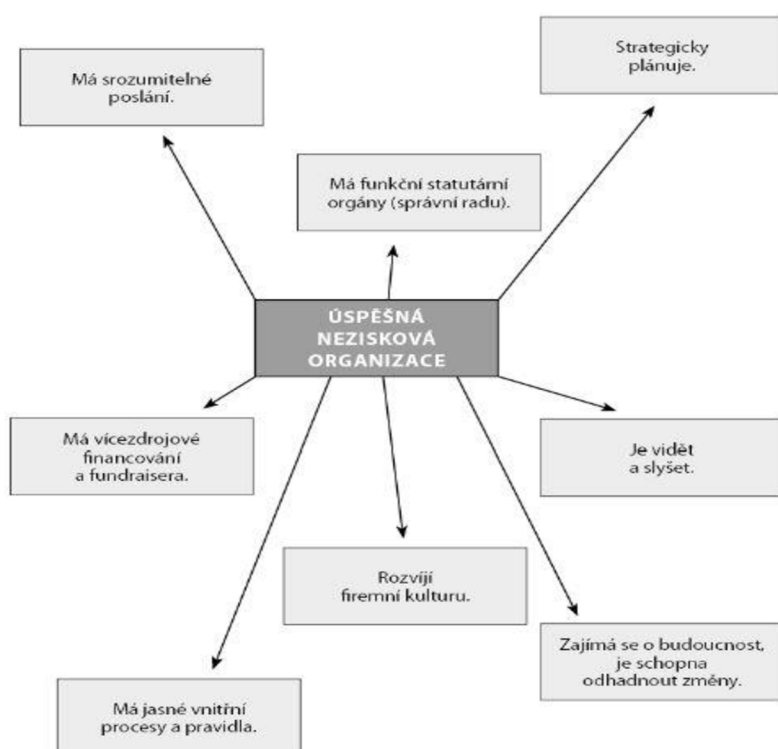 Strategicky
plánuje.
Má srozumitelné
poslání.
Má funkční statutární
orgány (správní radu).
ÚSPĚŠNÁ
NEZISKOVÁ
ORGANIZACE
Má vícezdrojové
financování
a fundraisera.
Je vidět
a slyšet.
Rozvíjí
firemní kulturu.
Zajímá se o budoucnost,
je schopna
odhadnout změny.
Má jasné vnitřní
procesy a pravidla.